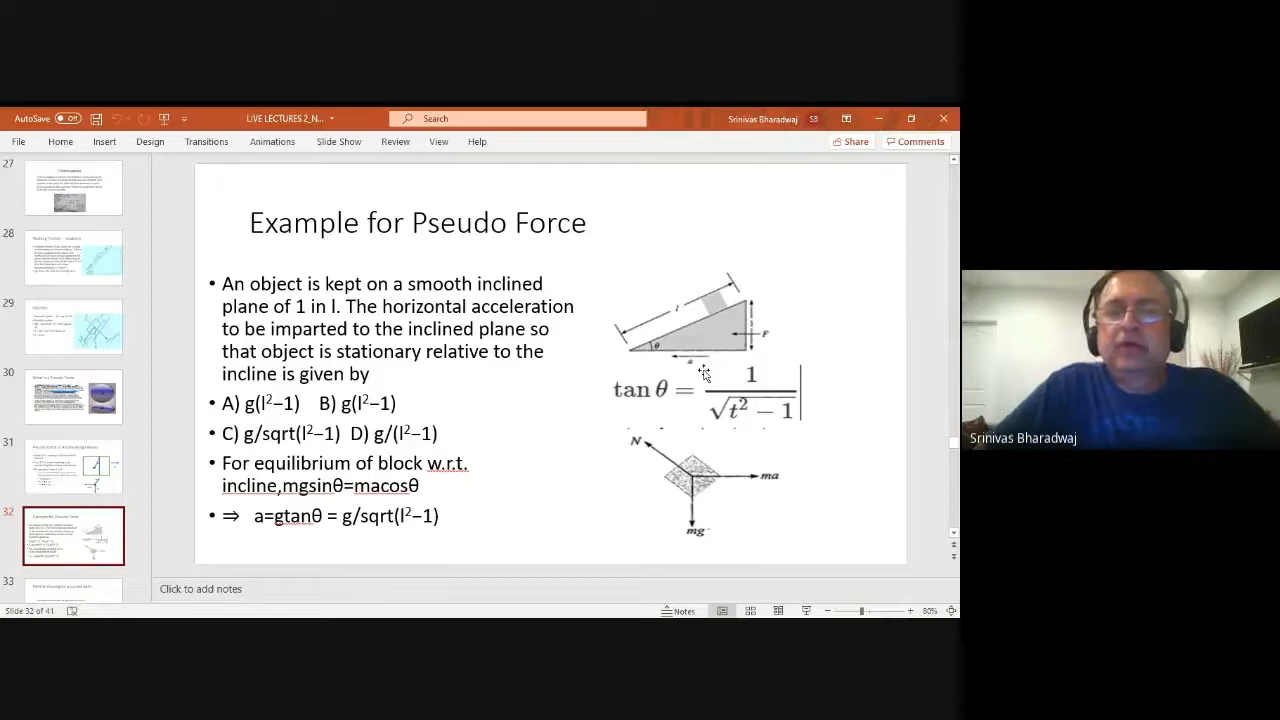 AutoSave Off LIVE LECTURES 2_N... Search Srinivas Bharadwaj SB
File Home Insert Design Transitions Animations Slide Show Review View Help Share Comments
27
28
29
30
31
32
33
Example for Pseudo Force
• An object is kept on a smooth inclined
plane of 1 in l. The horizontal acceleration
to be imparted to the inclined plane so
that object is stationary relative to the
incline is given by
• A) g(l²−1) B) g(l²−1)
• C) g/sqrt(l²−1) D) g/(l²−1)
For equilibrium of block w.r.t.
incline,mgsinθ=macosθ
• ⇒ a=gtanθ = g/sqrt(l²−1)
l
θ
F
a
tan θ = 1 / √(t² − 1)
N
ma
mg
Click to add notes
Slide 32 of 41 Notes 80%
Srinivas Bharadwaj